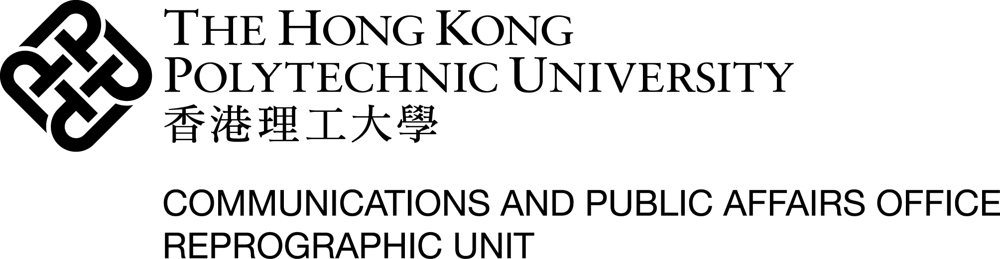 THE HONG KONG
POLYTECHNIC UNIVERSITY
香港理工大學
COMMUNICATIONS AND PUBLIC AFFAIRS OFFICE
REPROGRAPHIC UNIT